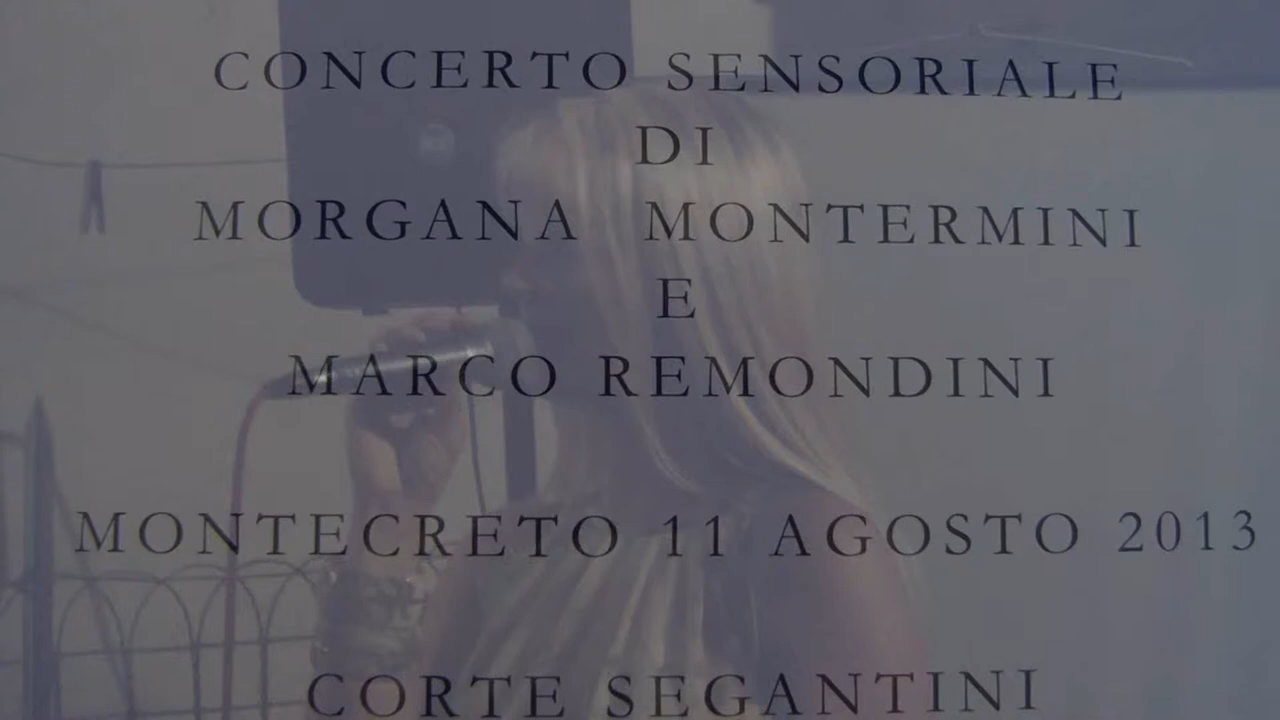 CONCERTO SENSORIALE
DI
MORGANA MONTERMINI
E
MARCO REMONDINI
MONTECRETO 11 AGOSTO 2013
CORTE SEGANTINI